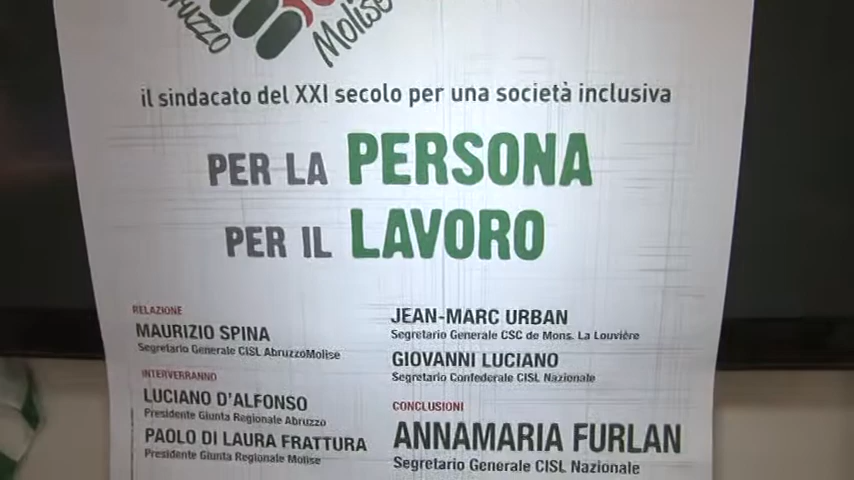 Abruzzo
Molise
il sindacato del XXI secolo per una società inclusiva
PER LA PERSONA
PER IL LAVORO
RELAZIONE
MAURIZIO SPINA
Segretario Generale CISL AbruzzoMolise
INTERVERRANNO
LUCIANO D'ALFONSO
Presidente Giunta Regionale Abruzzo
PAOLO DI LAURA FRATTURA
Presidente Giunta Regionale Molise
JEAN-MARC URBAN
Segretario Generale CSC de Mons. La Louvière
GIOVANNI LUCIANO
Segretario Confederale CISL Nazionale
CONCLUSIONI
ANNAMARIA FURLAN
Segretario Generale CISL Nazionale